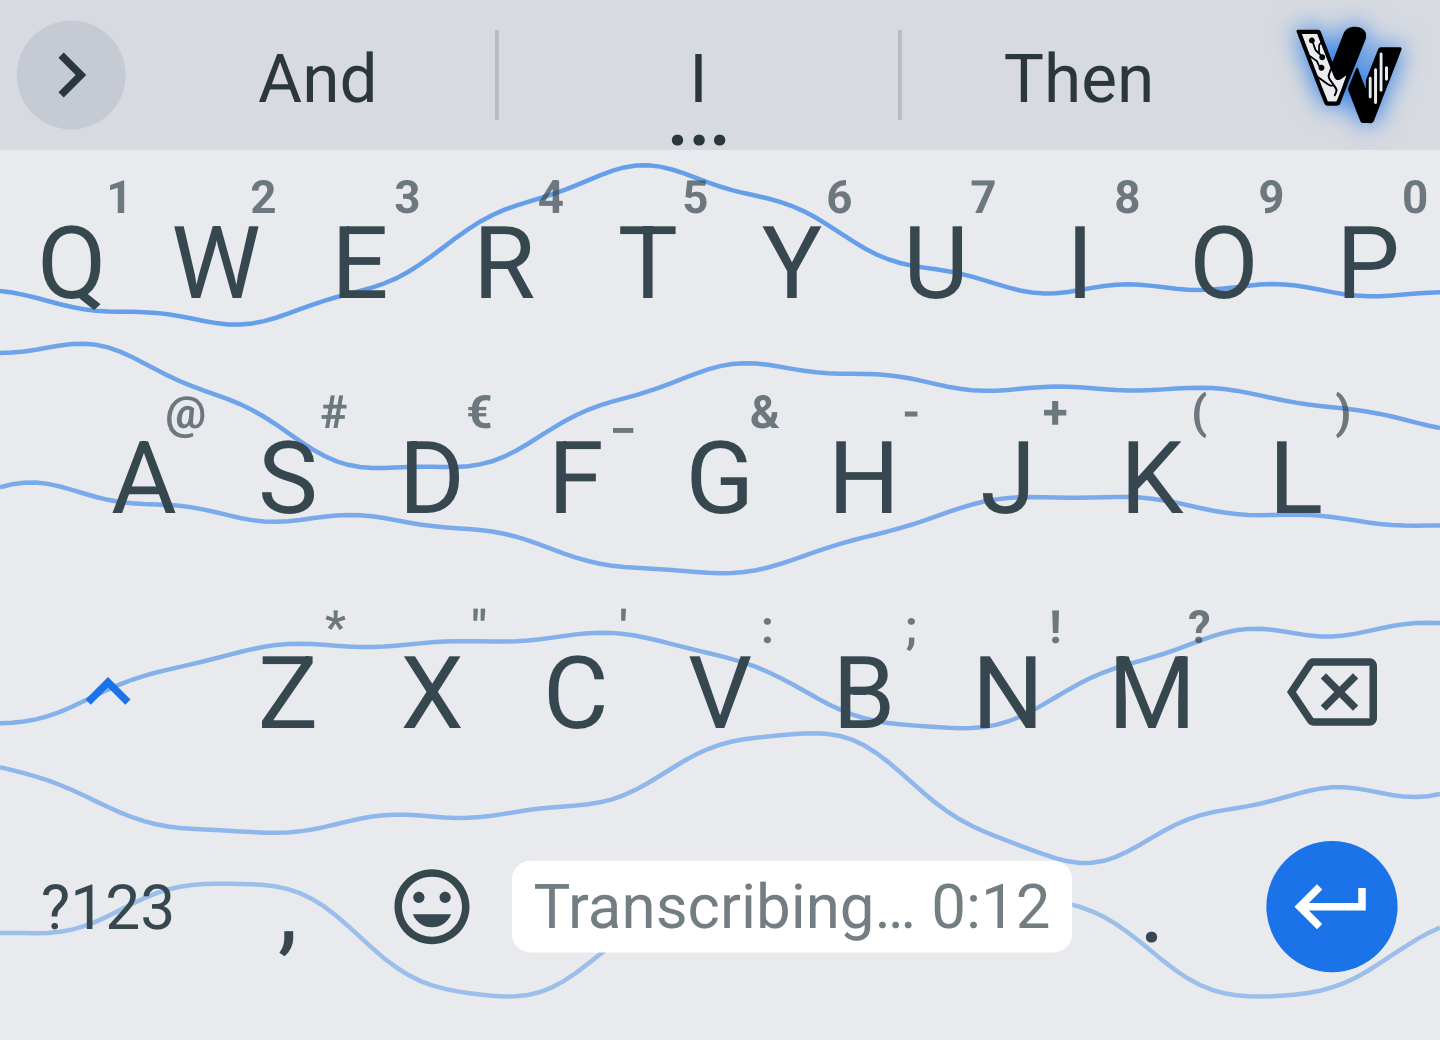 And I Then
1 2 3 4 5 6 7 8 9 0
Q W E R T Y U I O P
@ # € _ & - + ( )
A S D F G H J K L
* " ' : ; ! ?
Z X C V B N M
?123 , Transcribing… 0:12 .